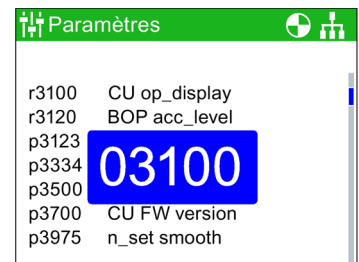 Paramètres
r3100 CU op_display
r3120 BOP acc_level
p3123
p3334
p3500
03100
p3700 CU FW version
p3975 n_set smooth